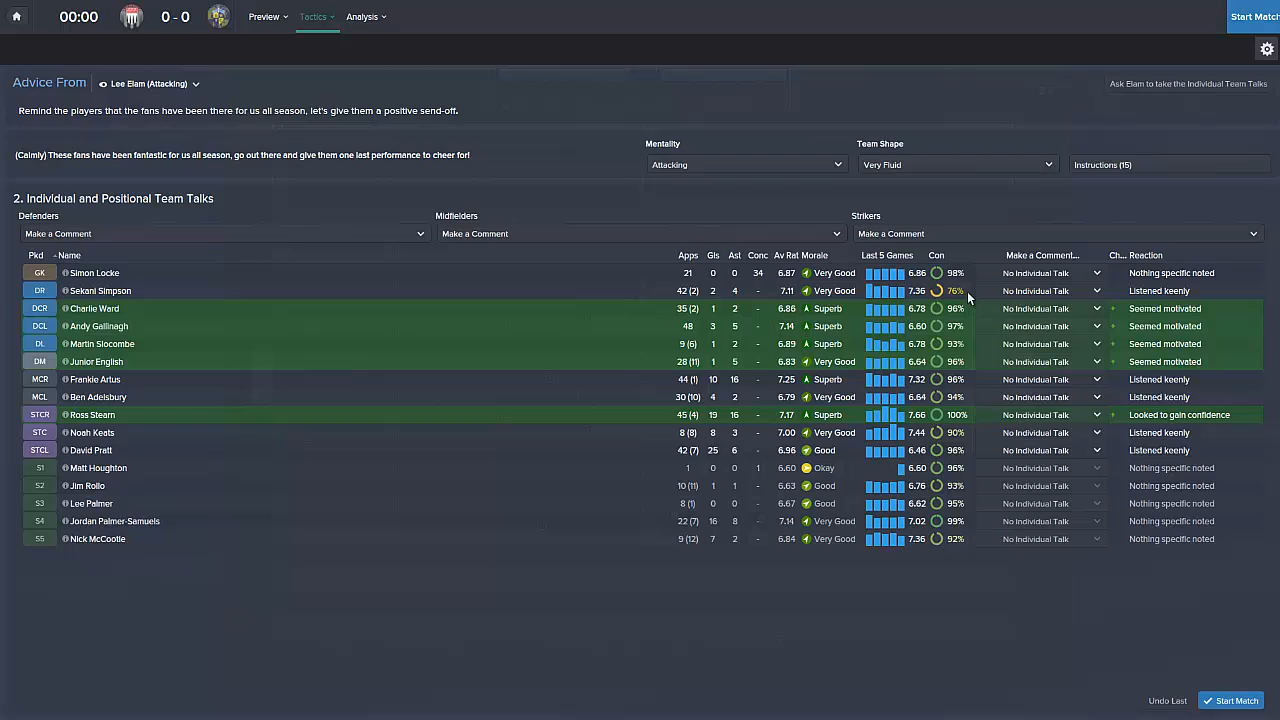 00:00 0 - 0 Preview Tactics Analysis Start Match
Advice From Lee Elam (Attacking) Ask Elam to take the Individual Team Talks
Remind the players that the fans have been there for us all season, let's give them a positive send-off.
Mentality Team Shape
(Calmly) These fans have been fantastic for us all season, go out there and give them one last performance to cheer for! Attacking Very Fluid Instructions (15)
2. Individual and Positional Team Talks
Defenders Midfielders Strikers
Make a Comment Make a Comment Make a Comment
Pkd Name Apps Gls Ast Conc Av Rat Morale Last 5 Games Con Make a Comment... Ch... Reaction
GK Simon Locke 21 0 0 34 6.87 Very Good 6.86 98% No Individual Talk Nothing specific noted
DR Sekani Simpson 42 (2) 2 4 - 7.11 Very Good 7.36 76% No Individual Talk Listened keenly
DCR Charlie Ward 35 (2) 1 2 - 6.86 Superb 6.78 96% No Individual Talk + Seemed motivated
DCL Andy Gallinagh 48 3 5 - 7.14 Superb 6.60 97% No Individual Talk + Seemed motivated
DL Martin Slocombe 9 (6) 1 2 - 6.89 Superb 6.78 93% No Individual Talk + Seemed motivated
DM Junior English 28 (11) 1 5 - 6.83 Very Good 6.64 96% No Individual Talk + Seemed motivated
MCR Frankie Artus 44 (1) 10 16 - 7.25 Superb 7.32 96% No Individual Talk Listened keenly
MCL Ben Adelsbury 30 (10) 4 2 - 6.79 Very Good 6.64 94% No Individual Talk Listened keenly
STCR Ross Stearn 45 (4) 19 16 - 7.17 Superb 7.66 100% No Individual Talk + Looked to gain confidence
STC Noah Keats 8 (8) 8 3 - 7.00 Very Good 7.44 90% No Individual Talk Listened keenly
STCL David Pratt 42 (7) 25 6 - 6.96 Good 6.46 96% No Individual Talk Listened keenly
S1 Matt Houghton 1 0 0 1 6.60 Okay 6.60 96% No Individual Talk Nothing specific noted
S2 Jim Rollo 10 (11) 1 1 - 6.63 Good 6.76 93% No Individual Talk Nothing specific noted
S3 Lee Palmer 8 (1) 0 0 - 6.67 Good 6.62 95% No Individual Talk Nothing specific noted
S4 Jordan Palmer-Samuels 22 (7) 16 8 - 7.14 Very Good 7.02 99% No Individual Talk Nothing specific noted
S5 Nick McCootie 9 (12) 7 2 - 6.84 Very Good 7.36 92% No Individual Talk Nothing specific noted
Undo Last Start Match